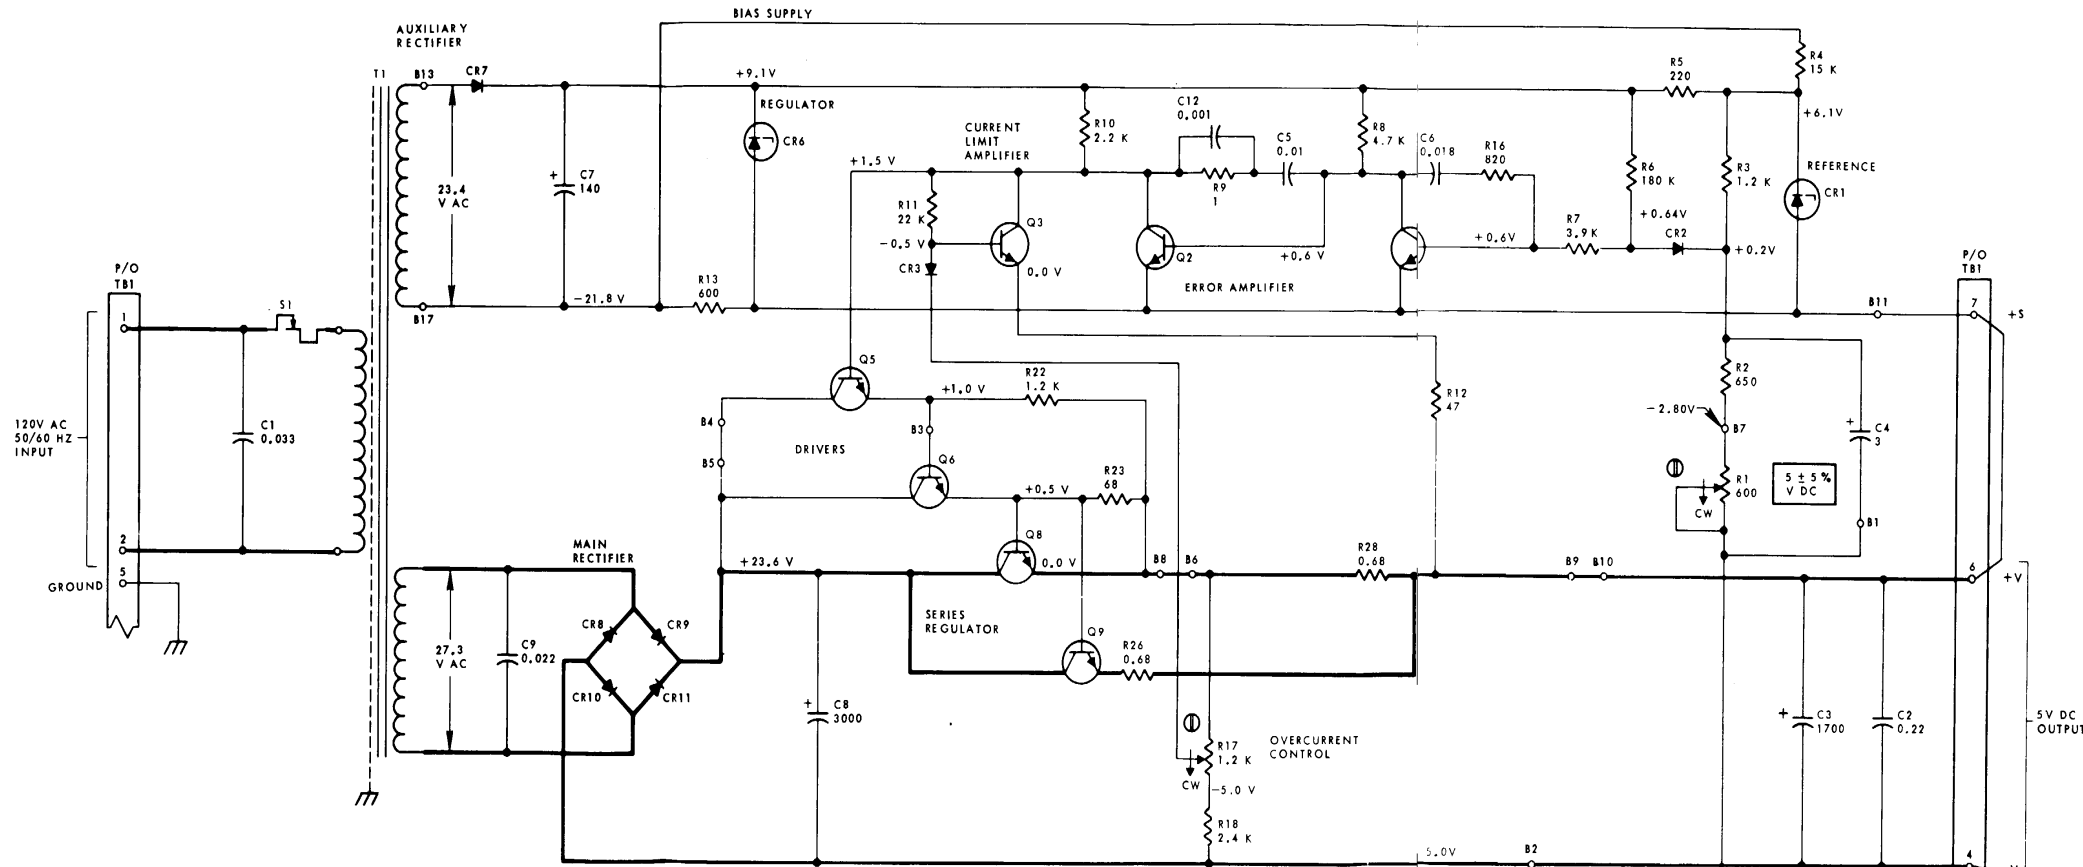 BIAS SUPPLY
AUXILIARY
RECTIFIER
T1
B13
CR7
+9.1V
R5
220
R4
15 K
REGULATOR
CR6
C12
0.001
CURRENT
LIMIT
AMPLIFIER
R10
2.2 K
C5
0.01
R8
4.7 K
C6
0.018
R16
820
+6.1V
+1.5 V
R9
1
R6
180 K
R3
1.2 K
REFERENCE
CR1
+
C7
140
23.4
V AC
R11
22 K
Q3
-0.5 V
CR3
0.0 V
Q2
+0.6 V
ERROR AMPLIFIER
+0.6V
R7
3.9K
+0.64V
CR2
+0.2V
P/O
TB1
P/O
TB1
-21.8 V
R13
600
B17
B11
7
+S
1
S1
Q5
R22
1.2 K
+1.0 V
R12
47
R2
650
-2.80V
B7
+
C4
3
120V AC
50/60 HZ
INPUT
C1
0.033
B4
B3
DRIVERS
B5
Q6
R23
68
+0.5 V
R1
600
CW
5 ± 5 %
V DC
B1
2
5
GROUND
MAIN
RECTIFIER
+23.6 V
Q8
0.0 V
B8
B6
R28
0.68
B9
B10
6
+V
CR8
CR9
SERIES
REGULATOR
Q9
R26
0.68
27.3
V AC
C9
0.022
CR10
CR11
+
C8
3000
R17
1.2 K
CW
-5.0 V
OVERCURRENT
CONTROL
+
C3
1700
C2
0.22
5V DC
OUTPUT
R18
2.4 K
5.0V
B2
4